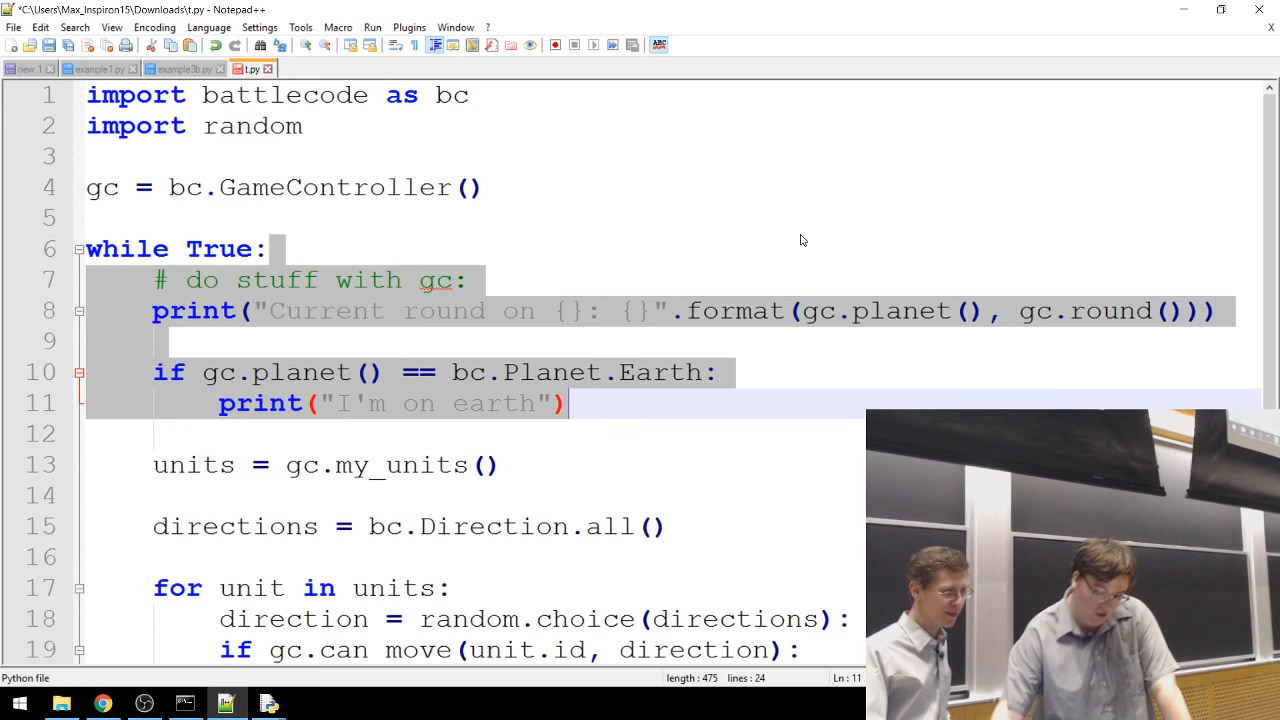 *C:\Users\Max_Inspiron15\Downloads\t.py - Notepad++
File Edit Search View Encoding Language Settings Tools Macro Run Plugins Window ? X
ABC
new 1 example1.py example3b.py t.py
1 import battlecode as bc
2 import random
3
4 gc = bc.GameController()
5
6 while True:
7 # do stuff with gc:
8 print("Current round on {}: {}".format(gc.planet(), gc.round()))
9
10 if gc.planet() == bc.Planet.Earth:
11 print("I'm on earth")
12
13 units = gc.my_units()
14
15 directions = bc.Direction.all()
16
17 for unit in units:
18 direction = random.choice(directions):
19 if gc.can_move(unit.id, direction):
Python file length : 475 lines : 24 Ln : 11